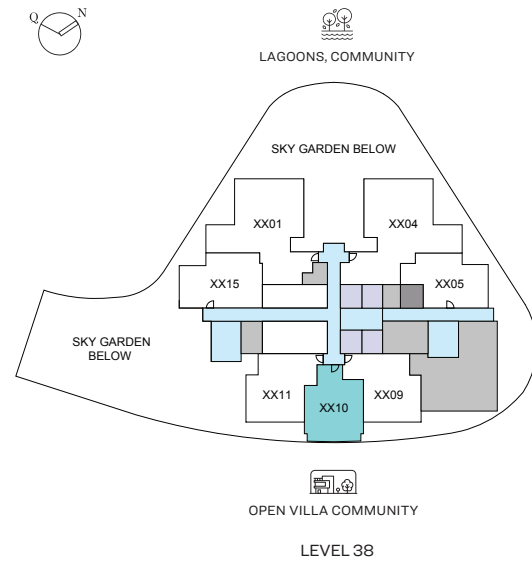 Q N
LAGOONS, COMMUNITY
SKY GARDEN BELOW
XX01 XX04
XX15 XX05
SKY GARDEN
BELOW
XX11 XX10 XX09
OPEN VILLA COMMUNITY
LEVEL 38